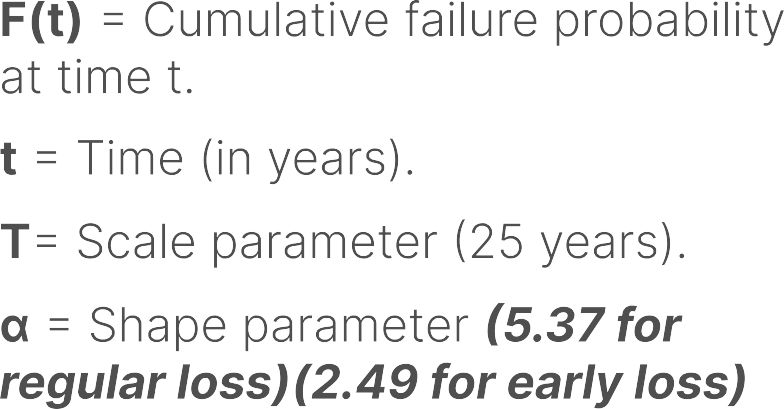 F(t) = Cumulative failure probability
at time t.
t = Time (in years).
T= Scale parameter (25 years).
α = Shape parameter (5.37 for
regular loss)(2.49 for early loss)